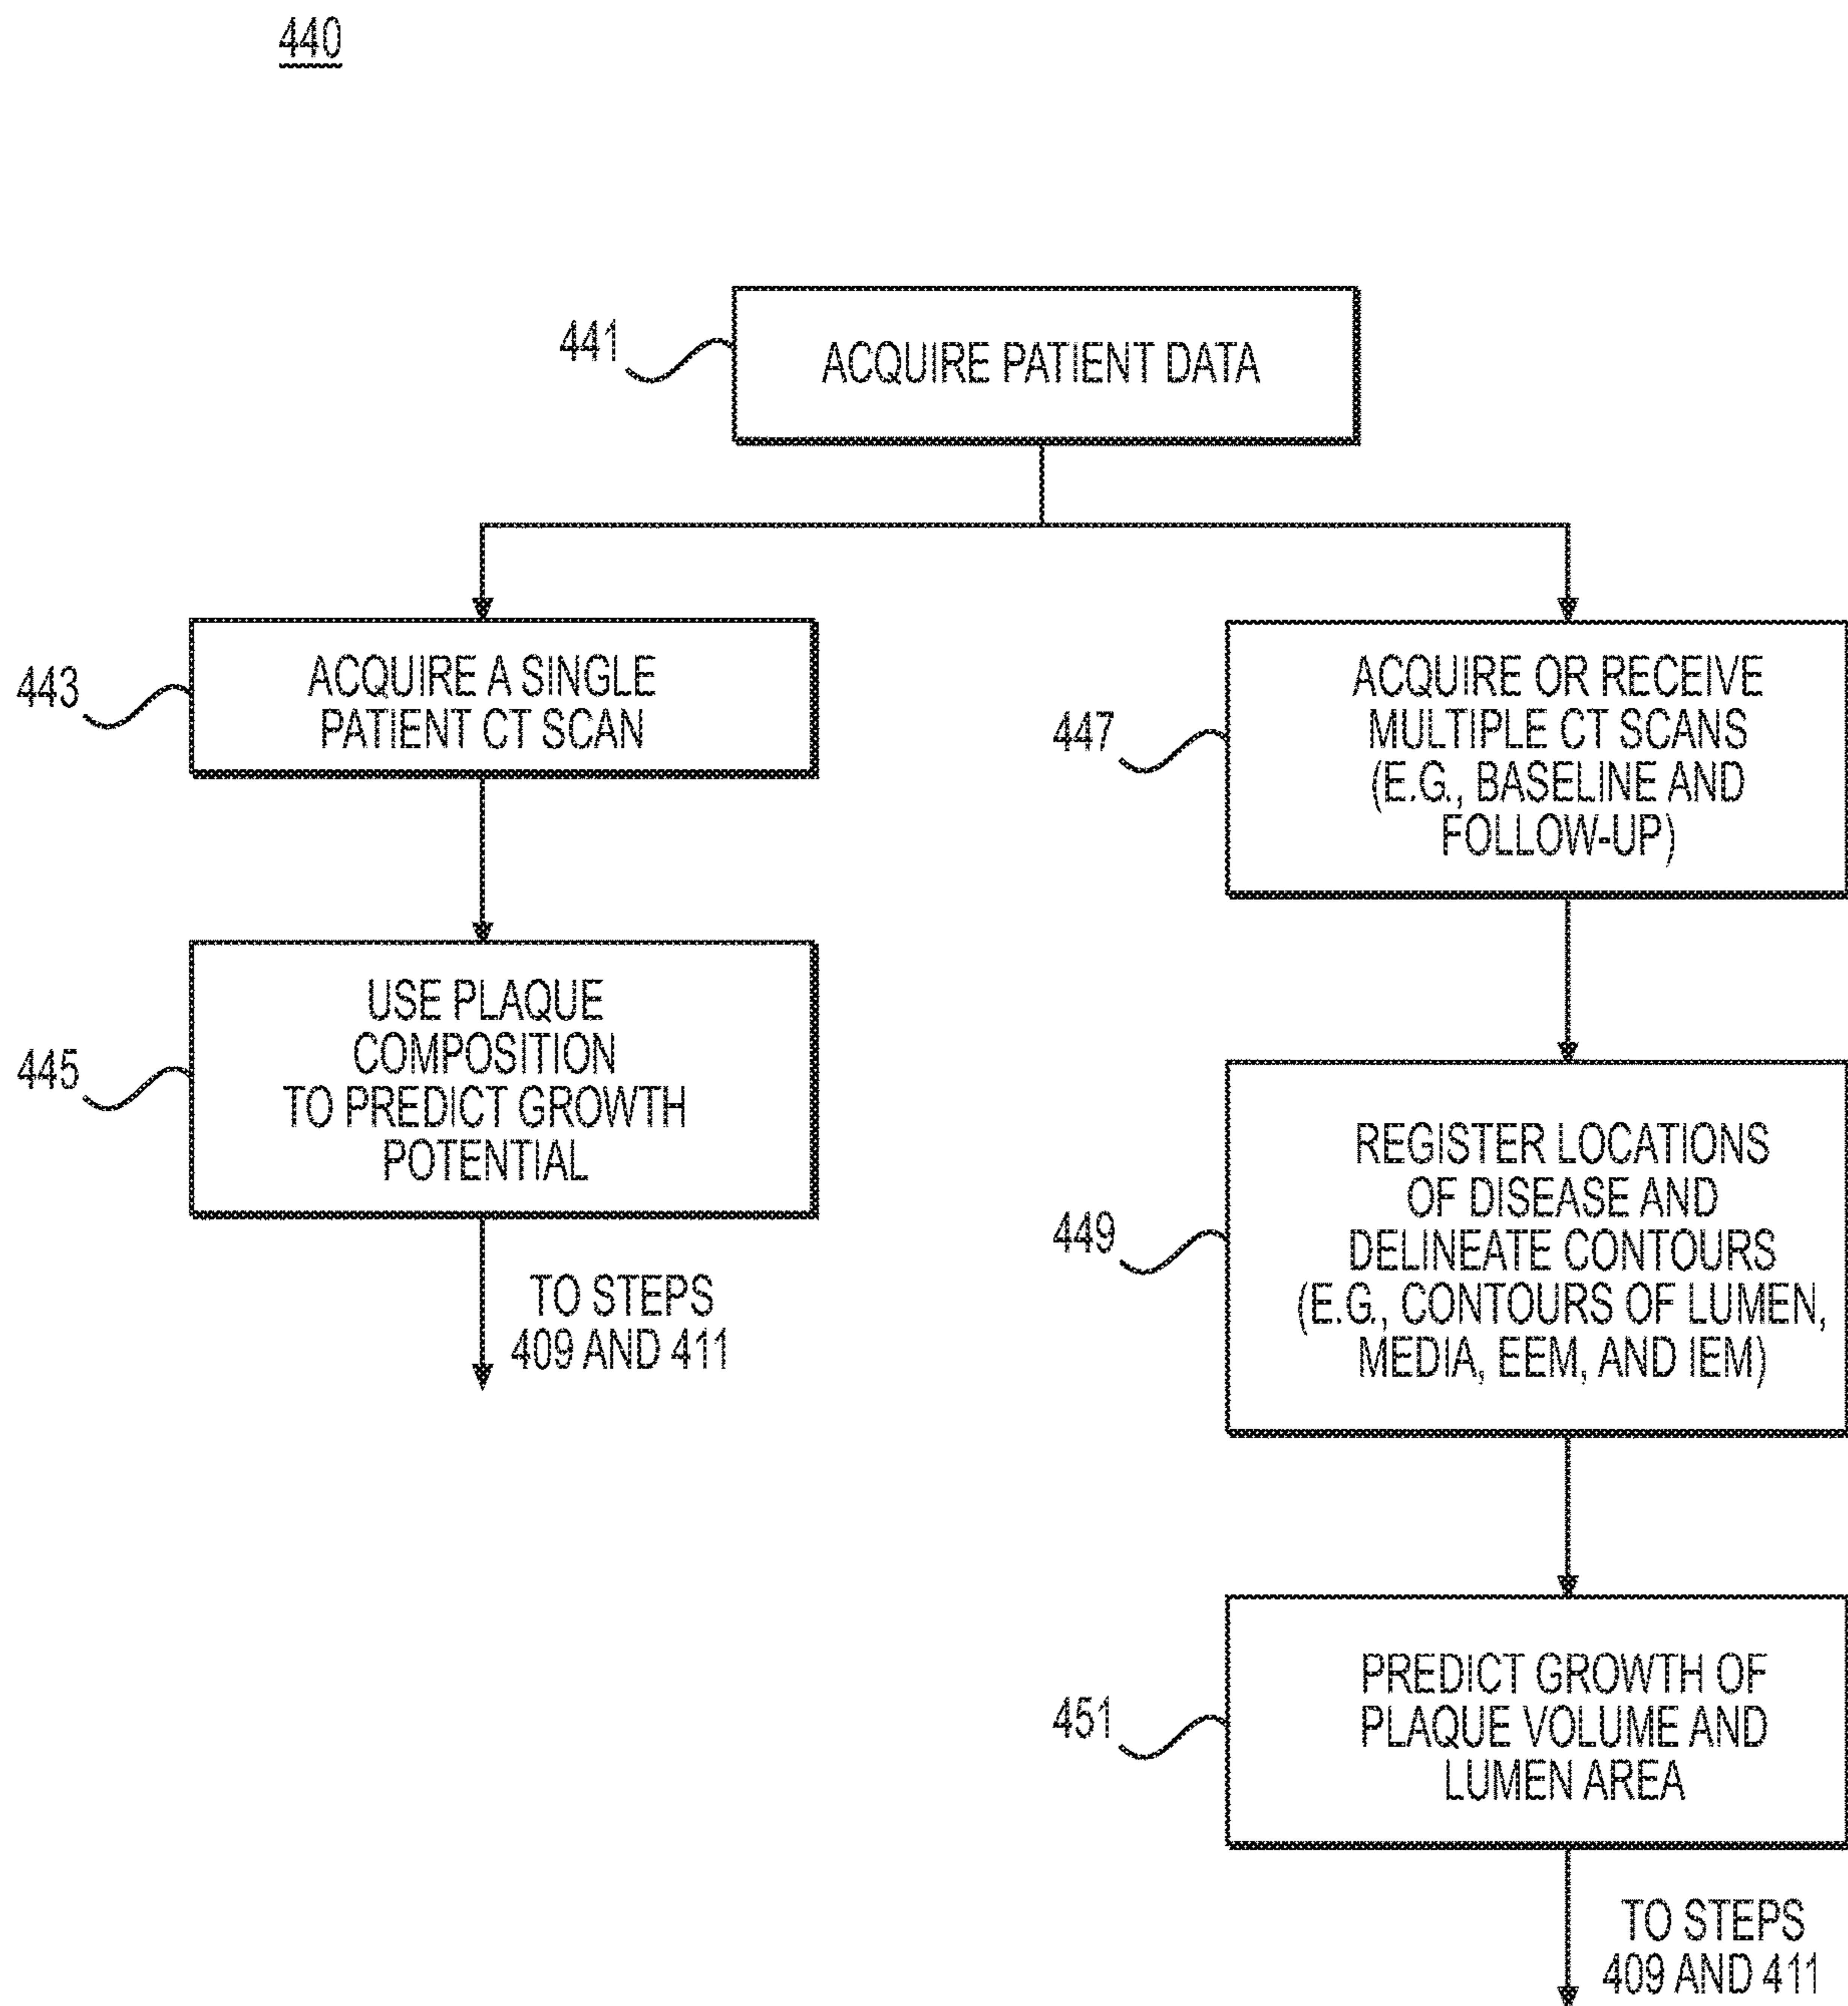 440
441
ACQUIRE PATIENT DATA
443
ACQUIRE A SINGLE
PATIENT CT SCAN
445
USE PLAQUE
COMPOSITION
TO PREDICT GROWTH
POTENTIAL
TO STEPS
409 AND 411
447
ACQUIRE OR RECEIVE
MULTIPLE CT SCANS
(E.G., BASELINE AND
FOLLOW-UP)
449
REGISTER LOCATIONS
OF DISEASE AND
DELINEATE CONTOURS
(E.G., CONTOURS OF LUMEN,
MEDIA, EEM, AND IEM)
451
PREDICT GROWTH OF
PLAQUE VOLUME AND
LUMEN AREA
TO STEPS
409 AND 411